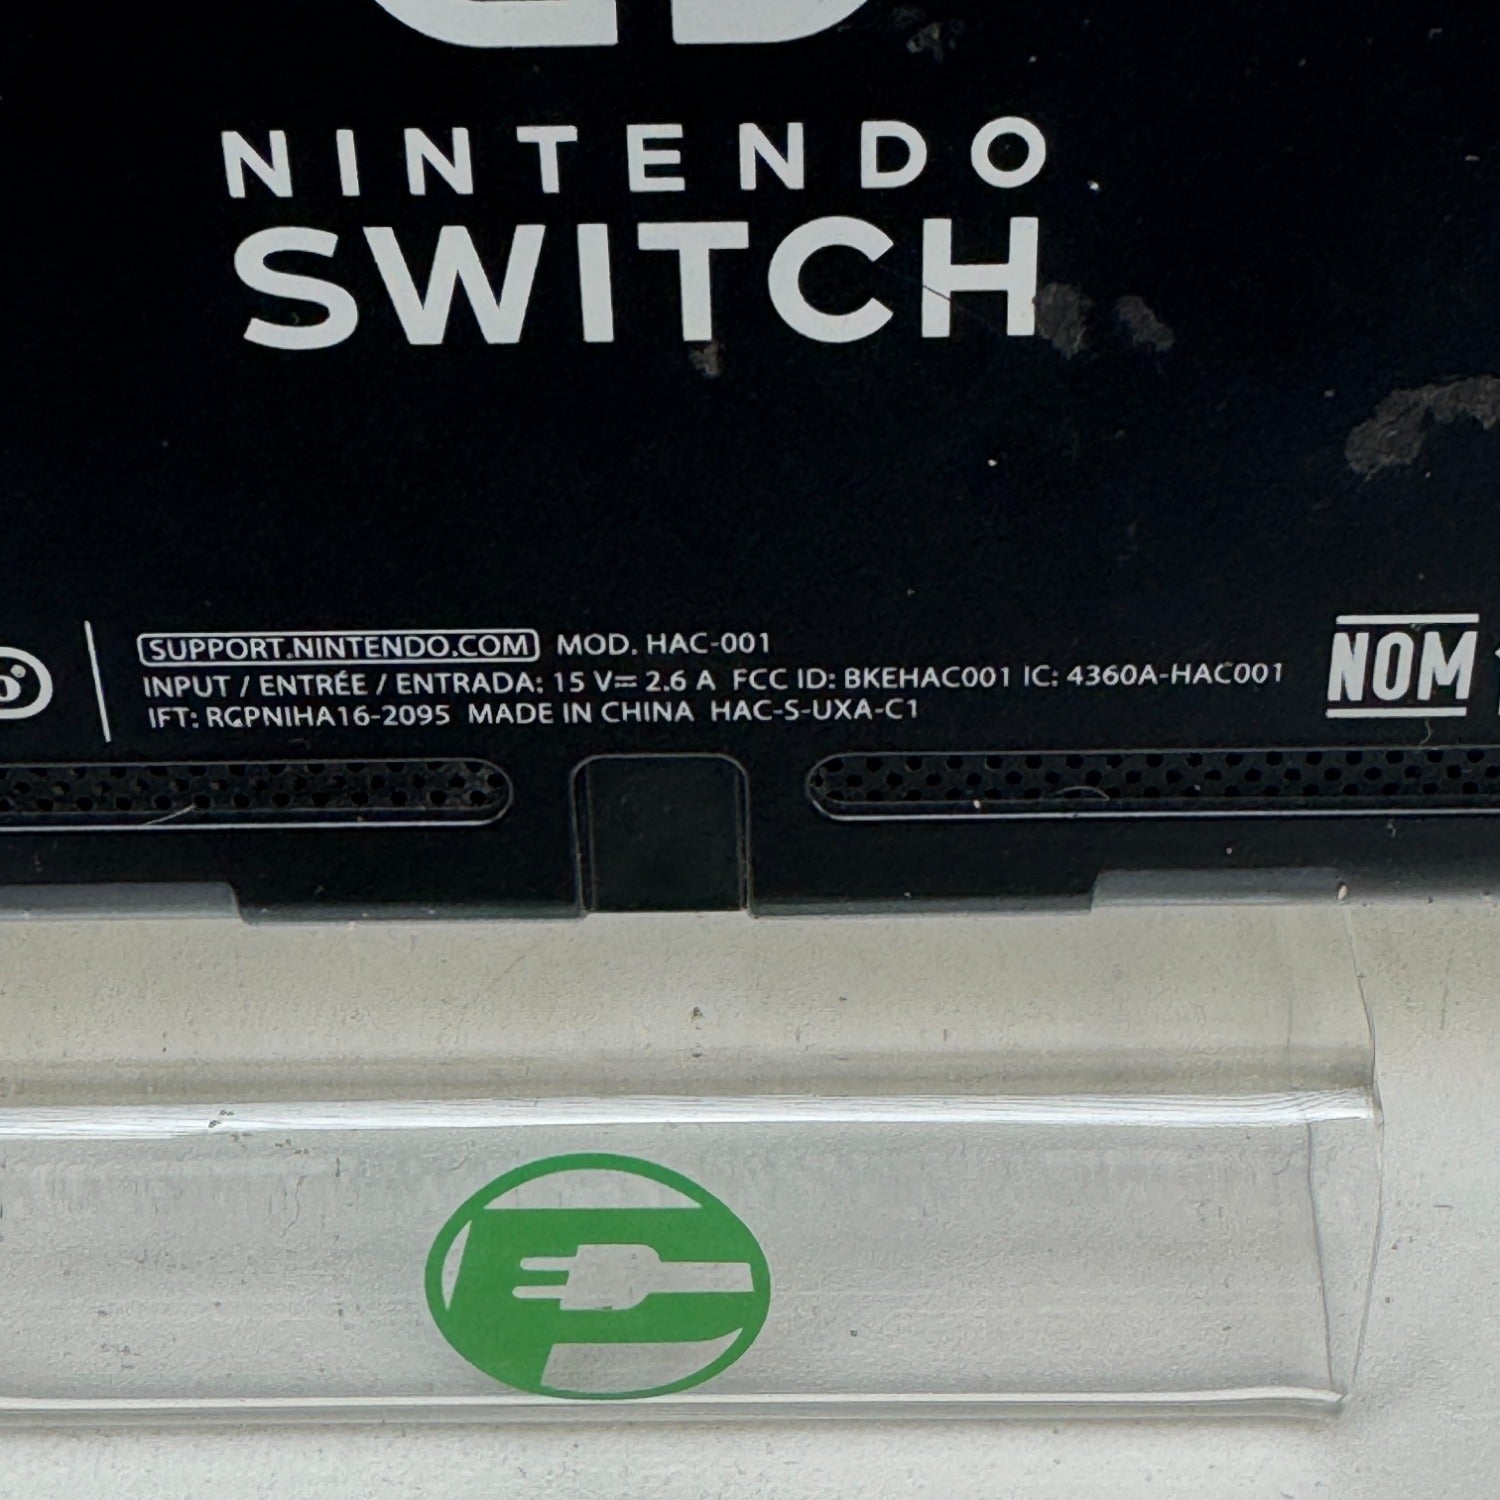 NINTENDO
SWITCH
SUPPORT.NINTENDO.COM MOD. HAC-001
INPUT / ENTRÉE / ENTRADA: 15 V⎓ 2.6 A FCC ID: BKEHAC001 IC: 4360A-HAC001
IFT: RCPNIHA16-2095 MADE IN CHINA HAC-S-UXA-C1
NOM